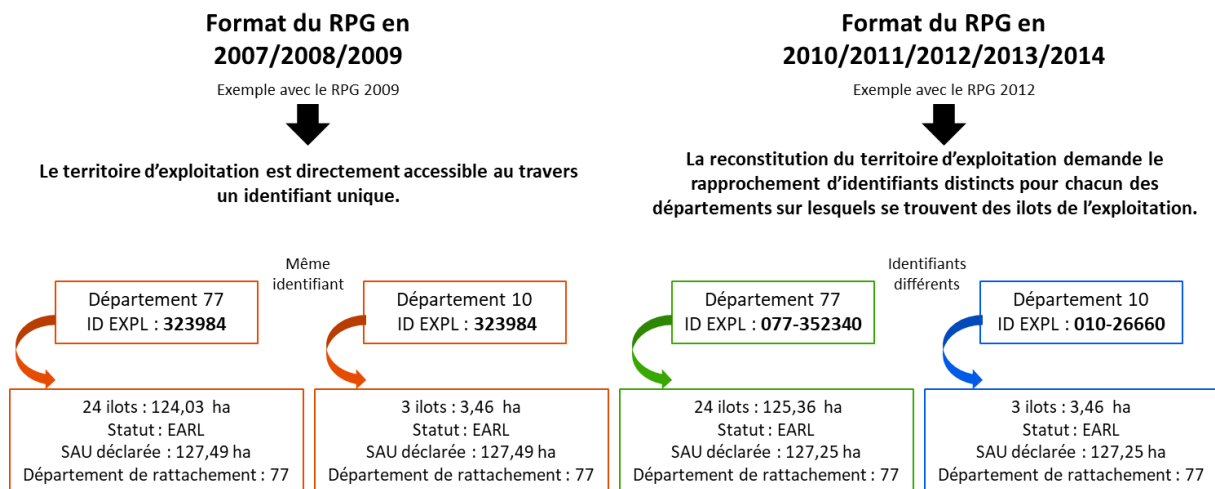 Format du RPG en
2007/2008/2009
Exemple avec le RPG 2009
Le territoire d'exploitation est directement accessible au travers
un identifiant unique.
Même
identifiant
Département 77
ID EXPL : 323984
Département 10
ID EXPL : 323984
24 ilots : 124,03 ha
Statut : EARL
SAU déclarée : 127,49 ha
Département de rattachement : 77
3 ilots : 3,46 ha
Statut : EARL
SAU déclarée : 127,49 ha
Département de rattachement : 77
Format du RPG en
2010/2011/2012/2013/2014
Exemple avec le RPG 2012
La reconstitution du territoire d'exploitation demande le
rapprochement d'identifiants distincts pour chacun des
départements sur lesquels se trouvent des ilots de l'exploitation.
Identifiants
différents
Département 77
ID EXPL : 077-352340
Département 10
ID EXPL : 010-26660
24 ilots : 125,36 ha
Statut : EARL
SAU déclarée : 127,25 ha
Département de rattachement : 77
3 ilots : 3,46 ha
Statut : EARL
SAU déclarée : 127,25 ha
Département de rattachement : 77